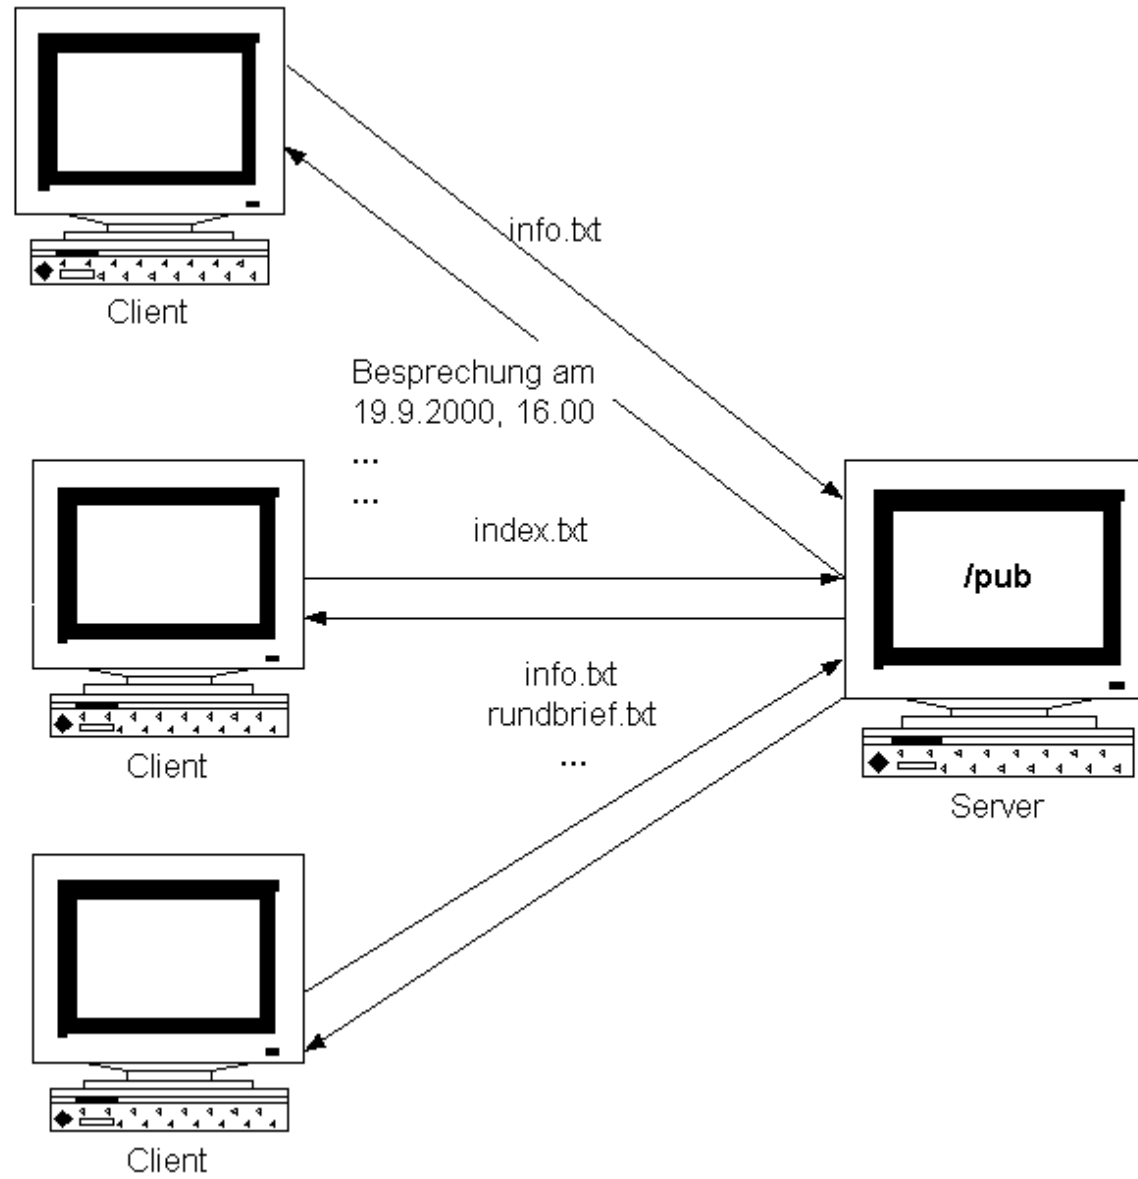 info.txt
Client
Besprechung am
19.9.2000, 16.00
...
...
index.txt
/pub
info.txt
rundbrief.txt
...
Client
Server
Client